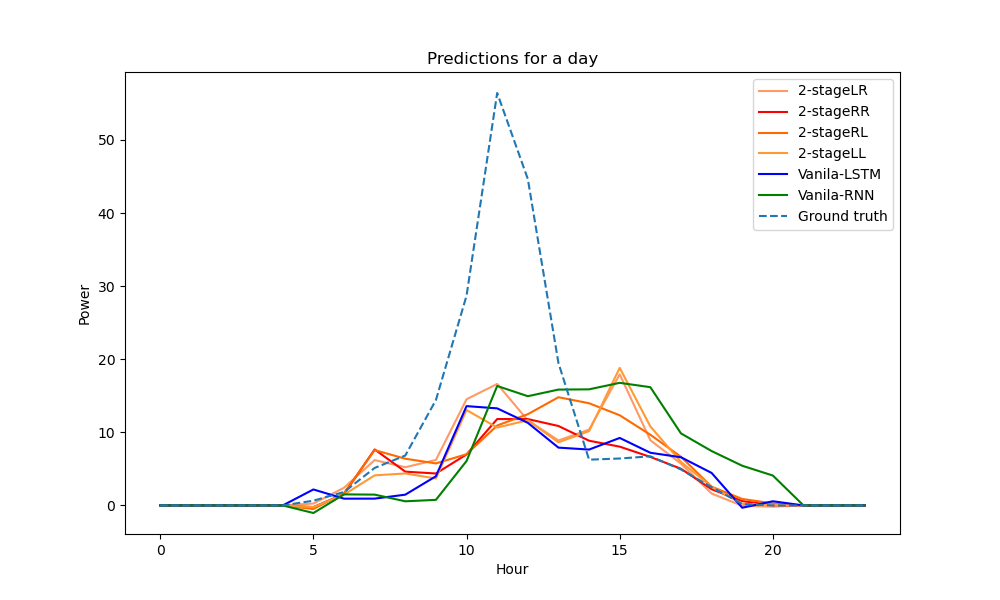 Predictions for a day
2-stageLR
2-stageRR
2-stageRL
2-stageLL
Vanila-LSTM
Vanila-RNN
Ground truth
Power
50
40
30
20
10
0
0 5 10 15 20
Hour